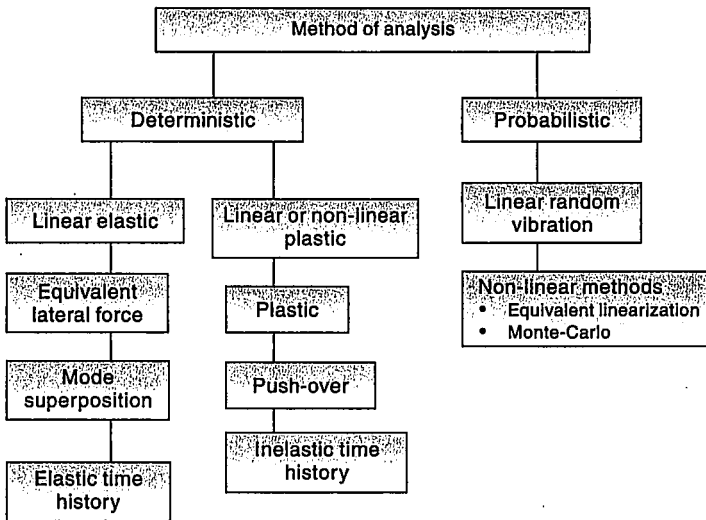 Method of analysis
Deterministic
Probabilistic
Linear elastic
Linear or non-linear
plastic
Linear random
vibration
Equivalent
lateral force
Plastic
Non-linear methods
• Equivalent linearization
• Monte-Carlo
Mode
superposition
Push-over
Elastic time
history
Inelastic time
history